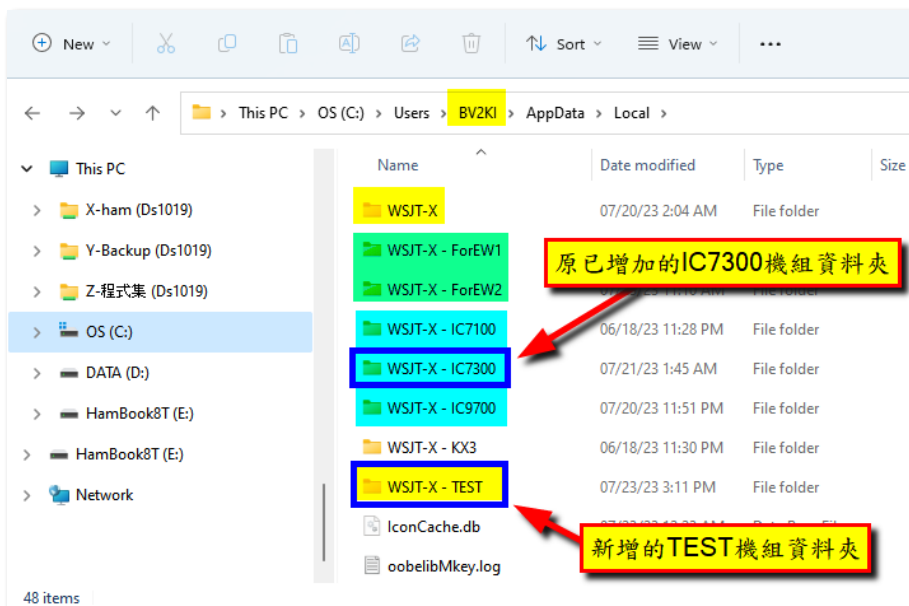 New
Sort
View
This PC > OS (C:) > Users > BV2KI > AppData > Local >
Name Date modified Type Size
This PC
X-ham (Ds1019)
Y-Backup (Ds1019)
Z-程式集 (Ds1019)
OS (C:)
DATA (D:)
HamBook8T (E:)
HamBook8T (E:)
Network
WSJT-X 07/20/23 2:04 AM File folder
WSJT-X - ForEW1
原已增加的IC7300機組資料夾
WSJT-X - ForEW2
WSJT-X - IC7100 06/18/23 11:28 PM File folder
WSJT-X - IC7300 07/21/23 1:45 AM File folder
WSJT-X - IC9700 07/20/23 11:51 PM File folder
WSJT-X - KX3 06/18/23 11:30 PM File folder
WSJT-X - TEST 07/23/23 3:11 PM File folder
IconCache.db
新增的TEST機組資料夾
oobelibMkey.log
48 items